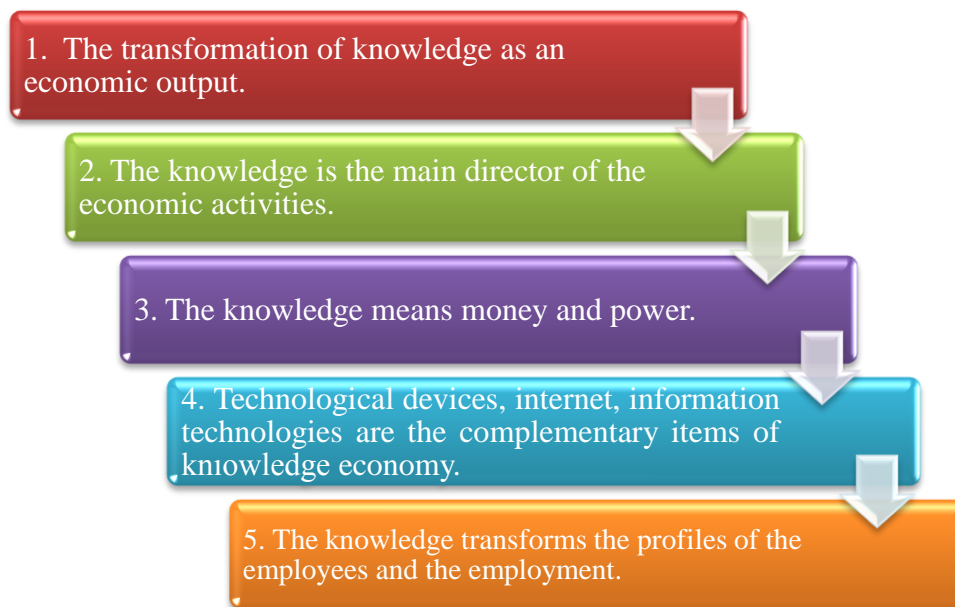 1. The transformation of knowledge as an
economic output.
2. The knowledge is the main director of the
economic activities.
3. The knowledge means money and power.
4. Technological devices, internet, information
technologies are the complementary items of
knıowledge economy.
5. The knowledge transforms the profiles of the
employees and the employment.